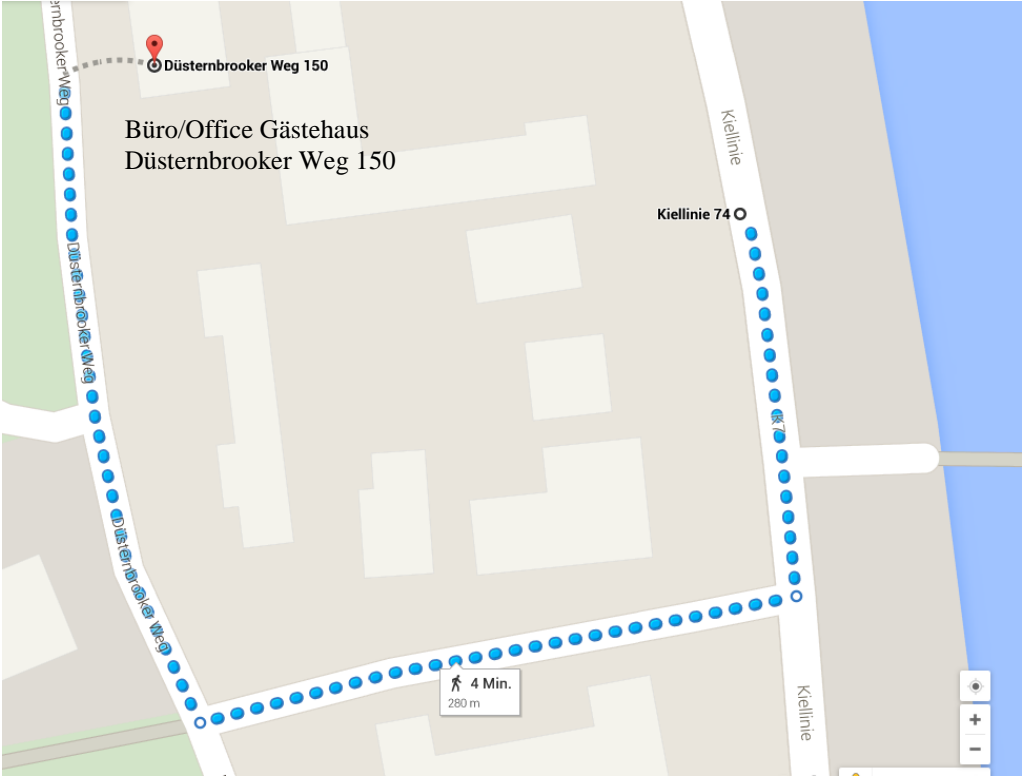 Düsternbrooker Weg
Düsternbrooker Weg 150
Büro/Office Gästehaus
Düsternbrooker Weg 150
Kiellinie
Kiellinie 74
Düsternbrooker Weg
K7
Düsternbrooker Weg
4 Min.
280 m
Kiellinie
+
−